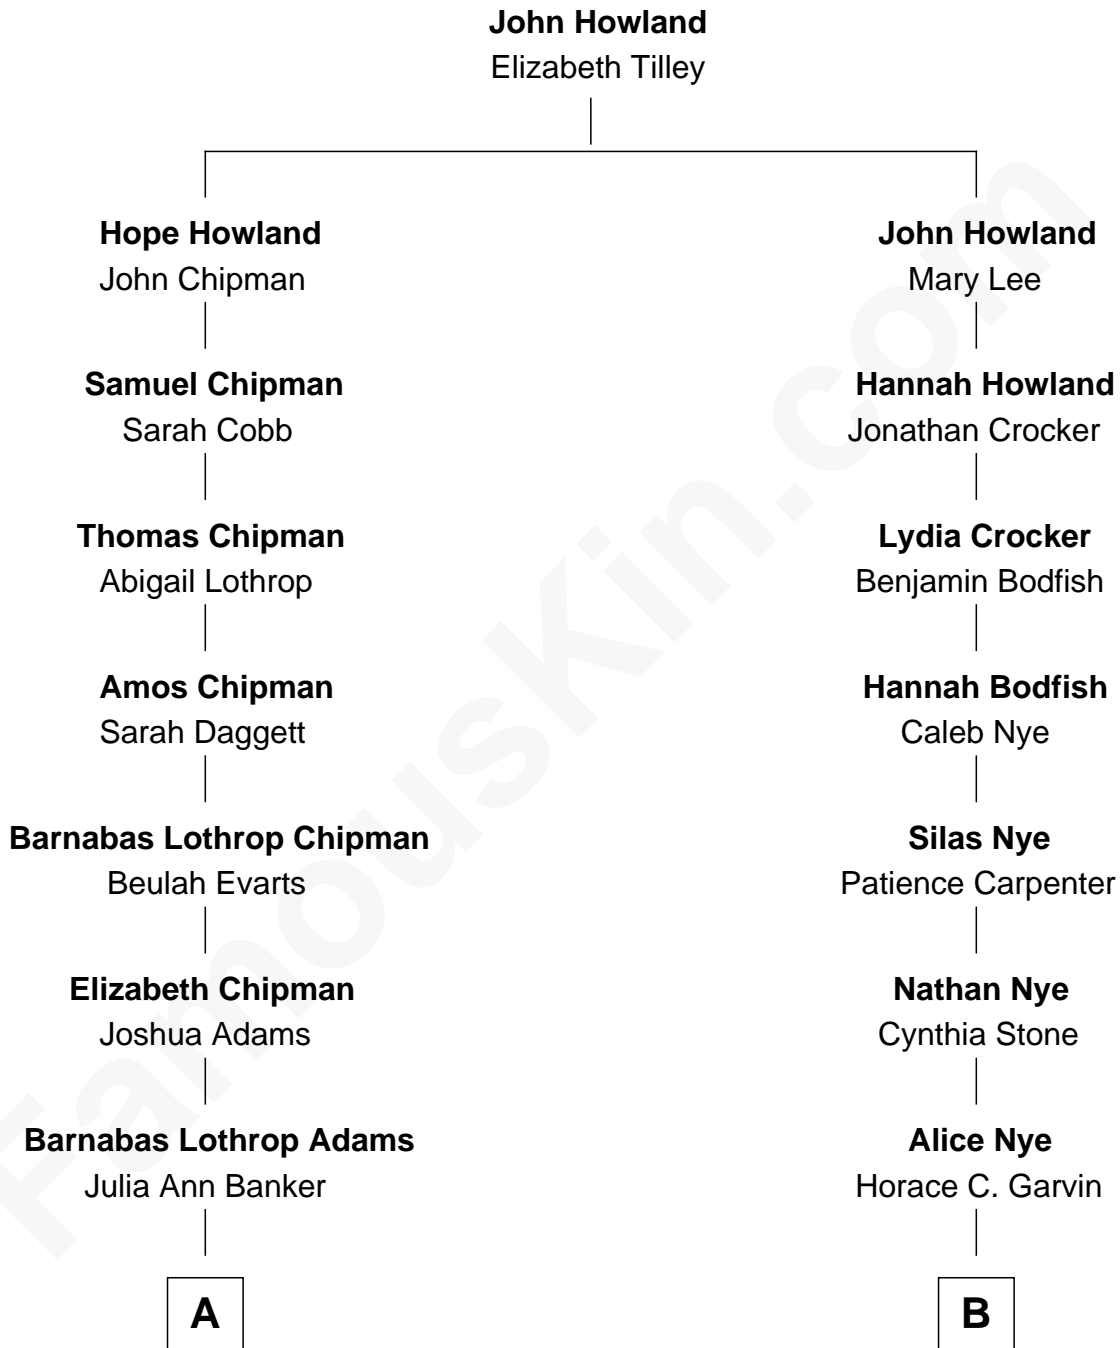 John Howland
Elizabeth Tilley
Hope Howland
John Chipman
John Howland
Mary Lee
Samuel Chipman
Sarah Cobb
Hannah Howland
Jonathan Crocker
Thomas Chipman
Abigail Lothrop
Lydia Crocker
Benjamin Bodfish
Amos Chipman
Sarah Daggett
Hannah Bodfish
Caleb Nye
Barnabas Lothrop Chipman
Beulah Evarts
Silas Nye
Patience Carpenter
Elizabeth Chipman
Joshua Adams
Nathan Nye
Cynthia Stone
Barnabas Lothrop Adams
Julia Ann Banker
Alice Nye
Horace C. Garvin
A
B
FamousKin.com